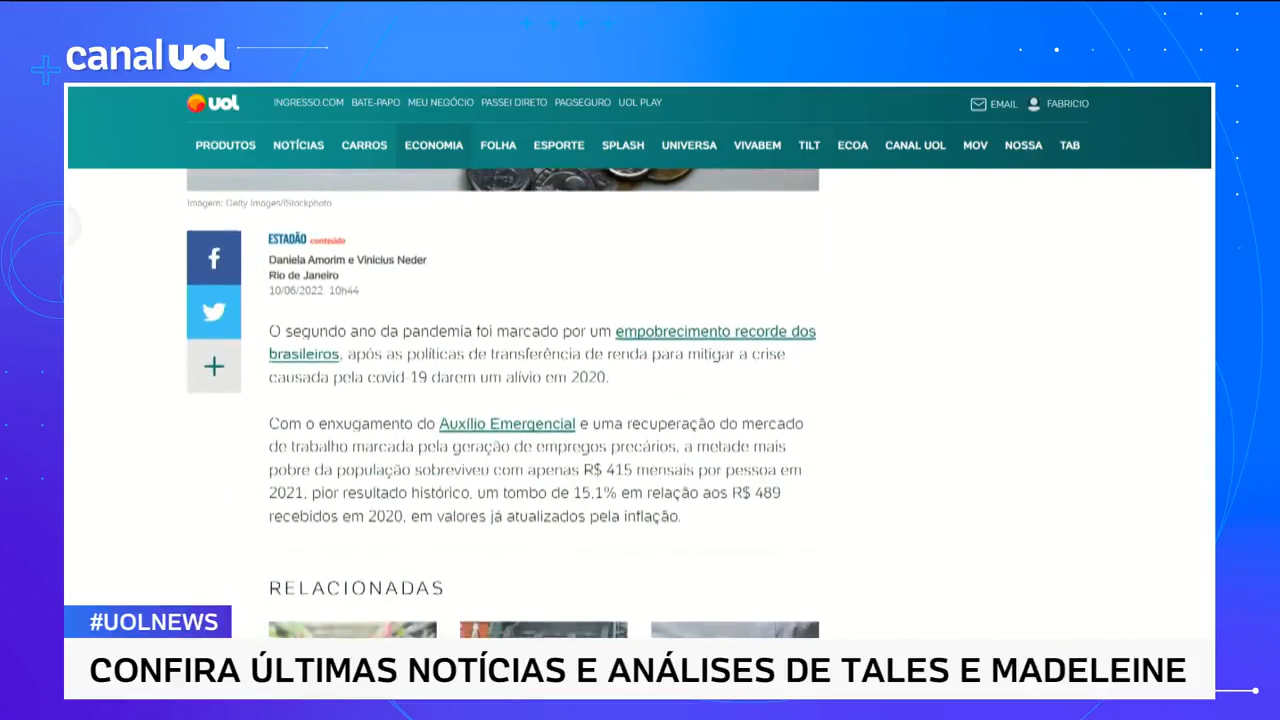 canal UOL
UOL
INGRESSO.COM BATE-PAPO MEU NEGÓCIO PASSEI DIRETO PAGSEGURO UOL PLAY
EMAIL FABRICIO
PRODUTOS NOTÍCIAS CARROS ECONOMIA FOLHA ESPORTE SPLASH UNIVERSA VIVABEM TILT ECOA CANAL UOL MOV NOSSA TAB
Imagem: Getty Images/iStockphoto
ESTADÃO conteúdo
Daniela Amorim e Vinicius Neder
Rio de Janeiro
10/06/2022 10h44
O segundo ano da pandemia foi marcado por um empobrecimento recorde dos
brasileiros, após as políticas de transferência de renda para mitigar a crise
causada pela covid-19 darem um alívio em 2020.
Com o enxugamento do Auxílio Emergencial e uma recuperação do mercado
de trabalho marcada pela geração de empregos precários, a metade mais
pobre da população sobreviveu com apenas R$ 415 mensais por pessoa em
2021, pior resultado histórico, um tombo de 15,1% em relação aos R$ 489
recebidos em 2020, em valores já atualizados pela inflação.
RELACIONADAS
#UOLNEWS
CONFIRA ÚLTIMAS NOTÍCIAS E ANÁLISES DE TALES E MADELEINE